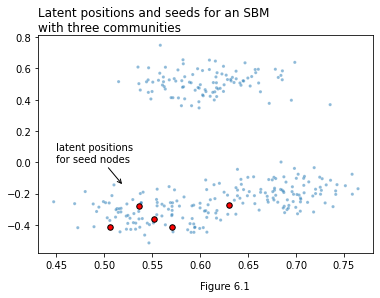 Latent positions and seeds for an SBM
with three communities
0.8
0.6
0.4
0.2
0.0
−0.2
−0.4
latent positions
for seed nodes
0.45 0.50 0.55 0.60 0.65 0.70 0.75
Figure 6.1